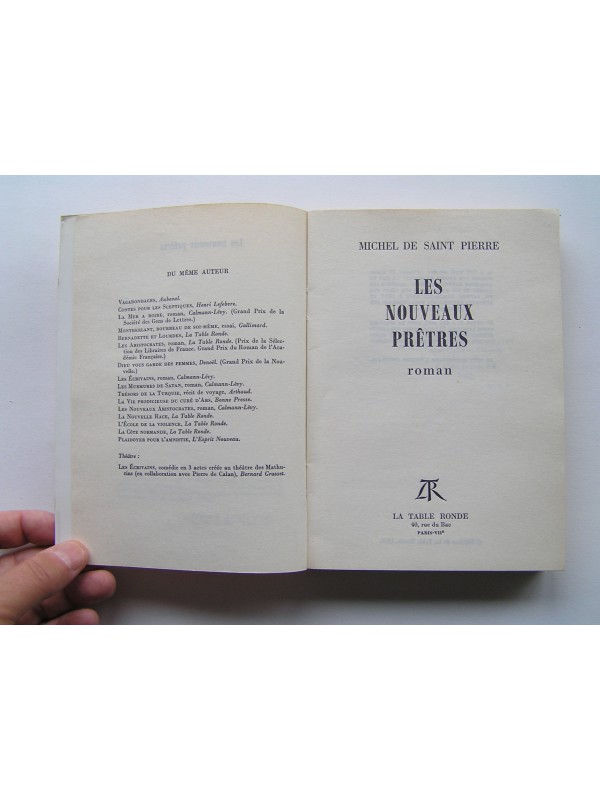 DU MÊME AUTEUR
VAGABONDAGES, Aubanel.
CONTES POUR LES SCEPTIQUES, Henri Lefebvre.
LA MER A BOIRE, roman, Calmann-Lévy. (Grand Prix de la
Société des Gens de Lettres.)
MONTHERLANT, BOURREAU DE SOI-MÊME, essai, Gallimard.
BERNADETTE ET LOURDES, La Table Ronde.
LES ARISTOCRATES, roman, La Table Ronde. (Prix de la Sélec-
tion des Libraires de France. Grand Prix du Roman de l'Aca-
démie Française.)
DIEU VOUS GARDE DES FEMMES, Denoël. (Grand Prix de la Nou-
velle.)
LES ÉCRIVAINS, roman, Calmann-Lévy.
LES MURMURES DE SATAN, roman, Calmann-Lévy.
TRÉSORS DE LA TURQUIE, récit de voyage, Arthaud.
LA VIE PRODIGIEUSE DU CURÉ D'ARS, Bonne Presse.
LES NOUVEAUX ARISTOCRATES, roman, Calmann-Lévy.
LA NOUVELLE RACE, La Table Ronde.
L'ÉCOLE DE LA VIOLENCE, La Table Ronde.
LA CÔTE NORMANDE, La Table Ronde.
PLAIDOYER POUR L'AMNISTIE, L'Esprit Nouveau.
Théâtre :
LES ÉCRIVAINS, comédie en 3 actes créée au théâtre des Mathu-
rins (en collaboration avec Pierre de Calan), Bernard Grasset.
MICHEL DE SAINT PIERRE
LES
NOUVEAUX
PRÊTRES
roman
LA TABLE RONDE
40, rue du Bac
PARIS-VIIe